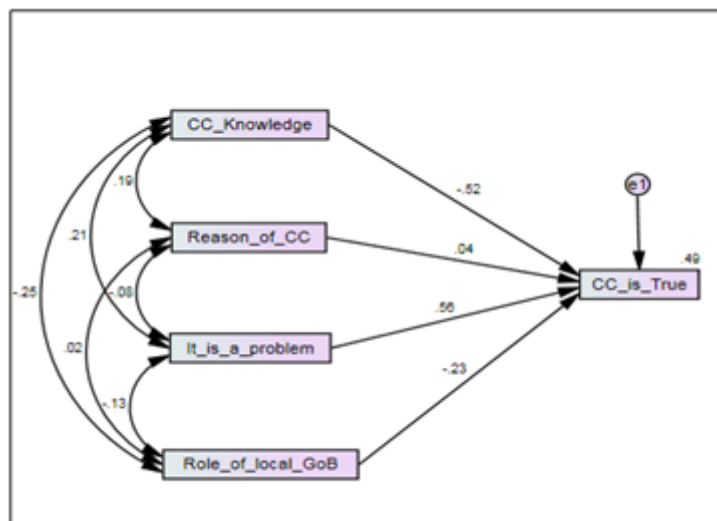 CC_Knowledge
-.52
e1
.19
.21
Reason_of_CC
.04
.49
CC_is_True
-.25
-.08
.56
.02
It_is_a_problem
-.23
-.13
Role_of_local_GoB